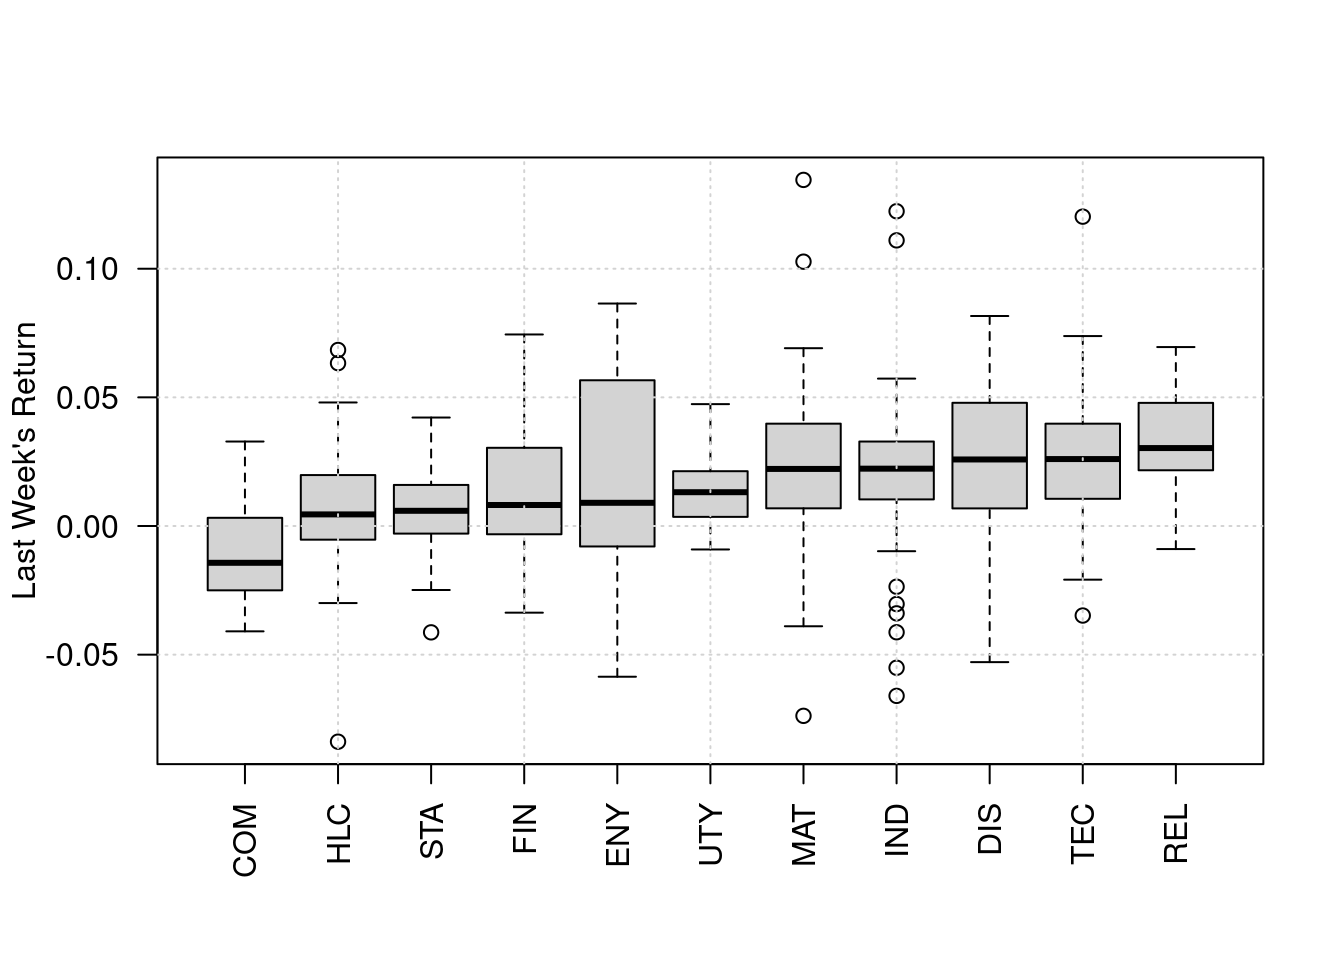 Last Week's Return
0.10
0.05
0.00
-0.05
COM
HLC
STA
FIN
ENY
UTY
MAT
IND
DIS
TEC
REL